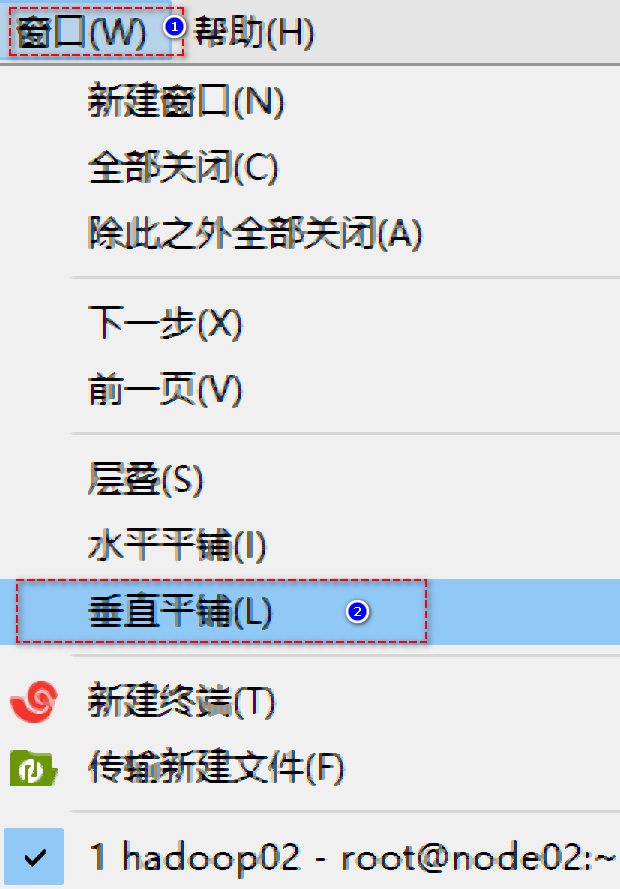 窗口(W) 1 帮助(H)
新建窗口(N)
全部关闭(C)
除此之外全部关闭(A)
下一步(X)
前一页(V)
层叠(S)
水平平铺(I)
垂直平铺(L) 2
新建终端(T)
传输新建文件(F)
1 hadoop02 - root@node02:~